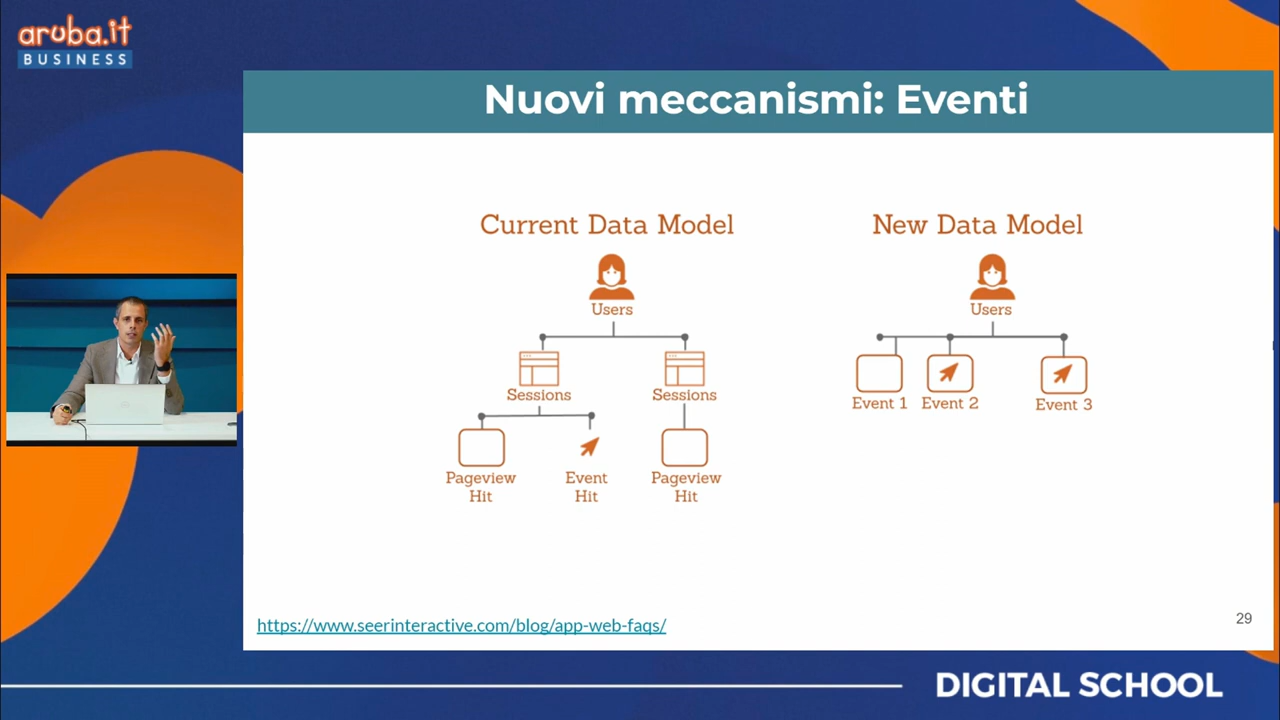 aruba.it
BUSINESS
Nuovi meccanismi: Eventi
Current Data Model
Users
Sessions
Sessions
Pageview
Hit
Event
Hit
Pageview
Hit
New Data Model
Users
Event 1
Event 2
Event 3
https://www.seerinteractive.com/blog/app-web-faqs/
29
DIGITAL SCHOOL